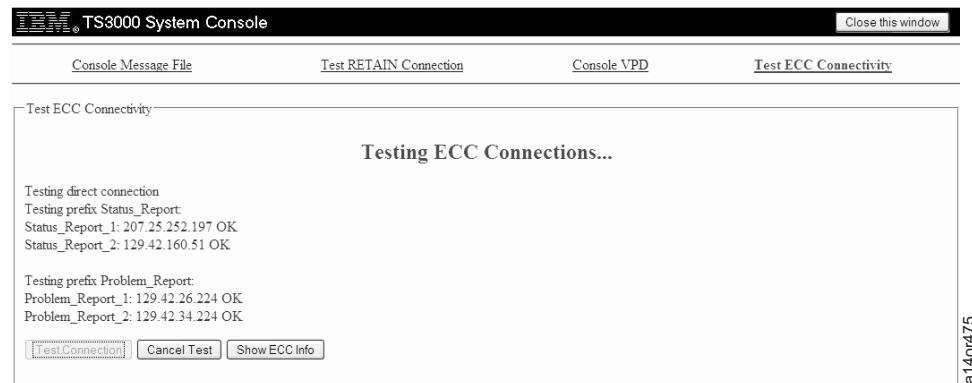 IBM® TS3000 System Console
Close this window
Console Message File
Test RETAIN Connection
Console VPD
Test ECC Connectivity
Test ECC Connectivity
Testing ECC Connections...
Testing direct connection
Testing prefix Status_Report:
Status_Report_1: 207.25.252.197 OK
Status_Report_2: 129.42.160.51 OK
Testing prefix Problem_Report:
Problem_Report_1: 129.42.26.224 OK
Problem_Report_2: 129.42.34.224 OK
Test Connection
Cancel Test
Show ECC Info
a14or475